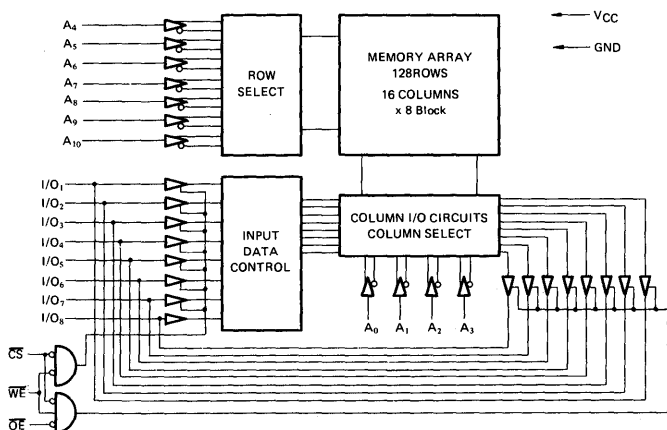 A4
A5
A6
A7
A8
A9
A10
ROW
SELECT
MEMORY ARRAY
128ROWS
16 COLUMNS
x 8 Block
VCC
GND
I/O1
I/O2
I/O3
I/O4
I/O5
I/O6
I/O7
I/O8
INPUT
DATA
CONTROL
COLUMN I/O CIRCUITS
COLUMN SELECT
A0
A1
A2
A3
CS
WE
OE